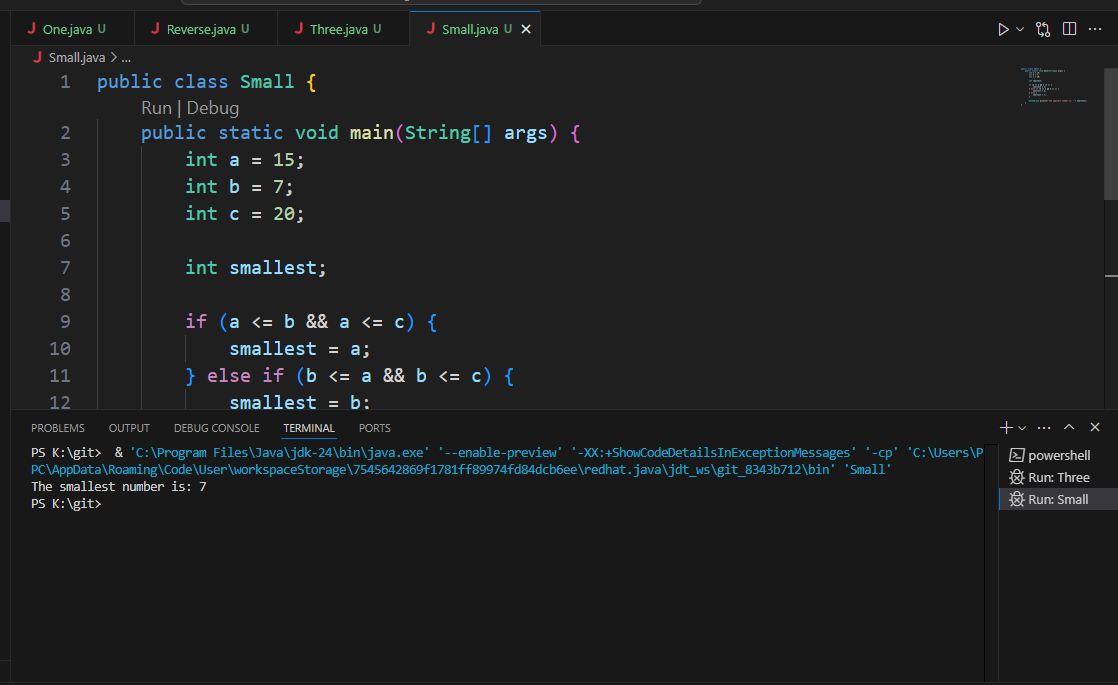 One.java U
Reverse.java U
Three.java U
Small.java U
Small.java > ...
1 public class Small {
Run | Debug
2 public static void main(String[] args) {
3 int a = 15;
4 int b = 7;
5 int c = 20;
6
7 int smallest;
8
9 if (a <= b && a <= c) {
10 smallest = a;
11 } else if (b <= a && b <= c) {
12 smallest = b;
PROBLEMS OUTPUT DEBUG CONSOLE TERMINAL PORTS
PS K:\git>  & 'C:\Program Files\Java\jdk-24\bin\java.exe' '--enable-preview' '-XX:+ShowCodeDetailsInExceptionMessages' '-cp' 'C:\Users\P
PC\AppData\Roaming\Code\User\workspaceStorage\7545642869f1781ff89974fd84dcb6ee\redhat.java\jdt_ws\git_8343b712\bin' 'Small'
The smallest number is: 7
PS K:\git>
powershell
Run: Three
Run: Small